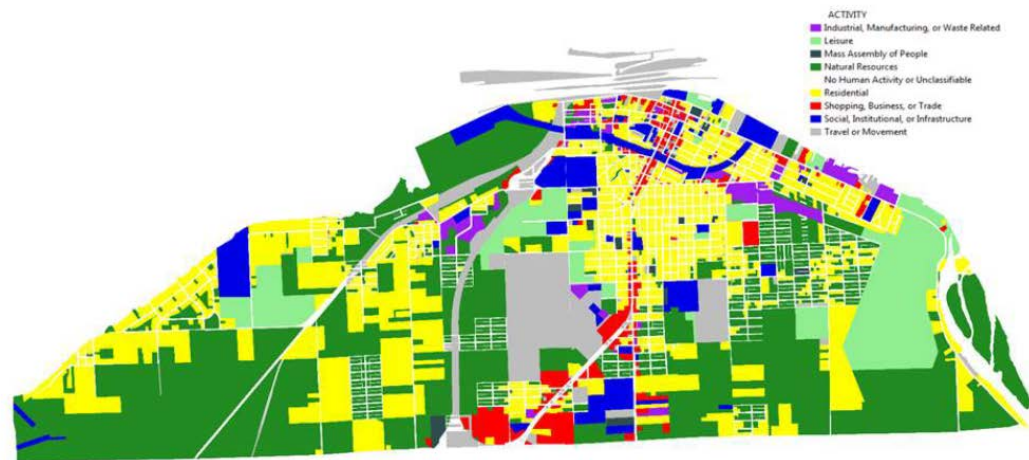 ACTIVITY
Industrial, Manufacturing, or Waste Related
Leisure
Mass Assembly of People
Natural Resources
No Human Activity or Unclassifiable
Residential
Shopping, Business, or Trade
Social, Institutional, or Infrastructure
Travel or Movement